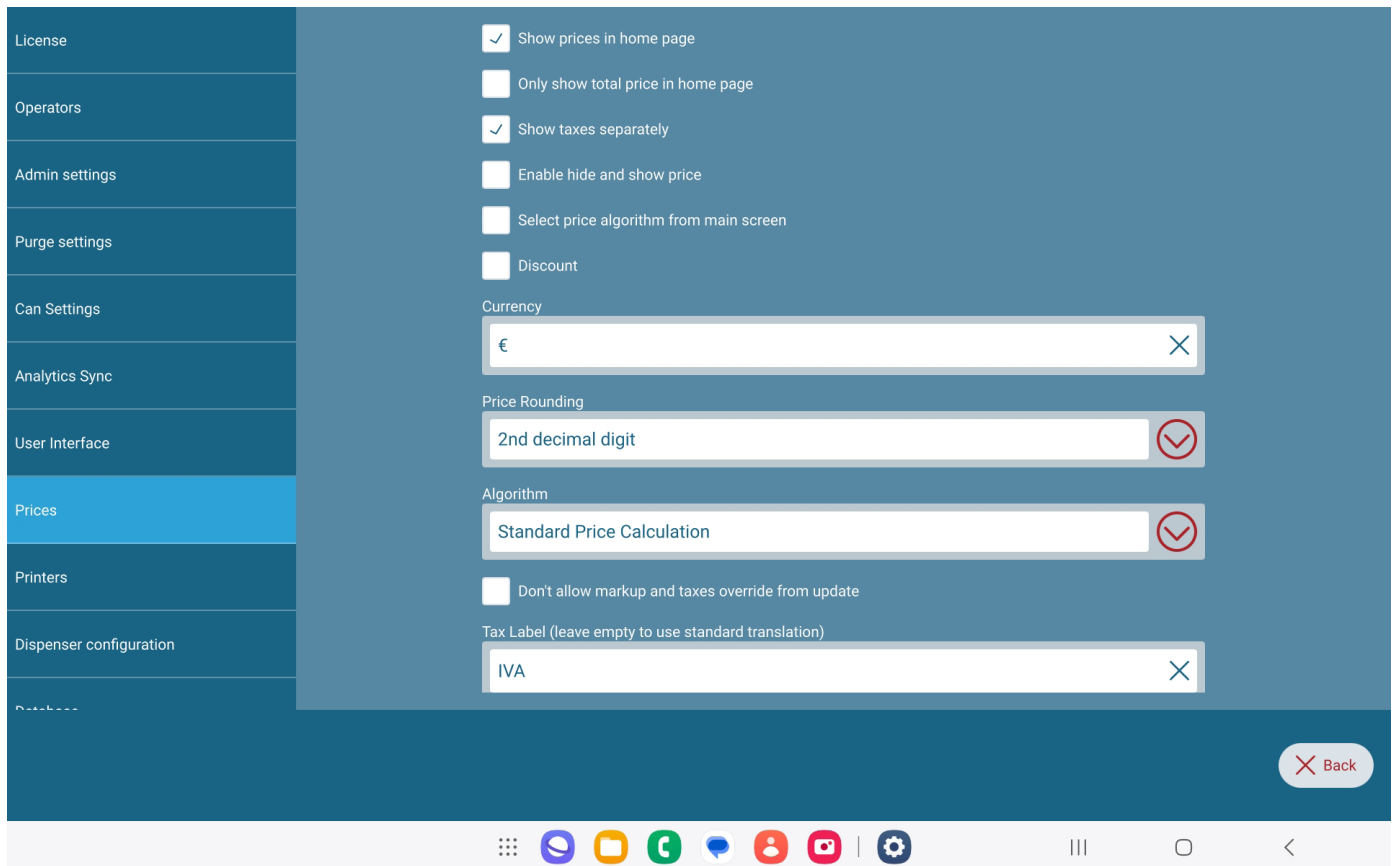 License
Operators
Admin settings
Purge settings
Can Settings
Analytics Sync
User Interface
Prices
Printers
Dispenser configuration
Show prices in home page
Only show total price in home page
Show taxes separately
Enable hide and show price
Select price algorithm from main screen
Discount
Currency
€
Price Rounding
2nd decimal digit
Algorithm
Standard Price Calculation
Don't allow markup and taxes override from update
Tax Label (leave empty to use standard translation)
IVA
Back